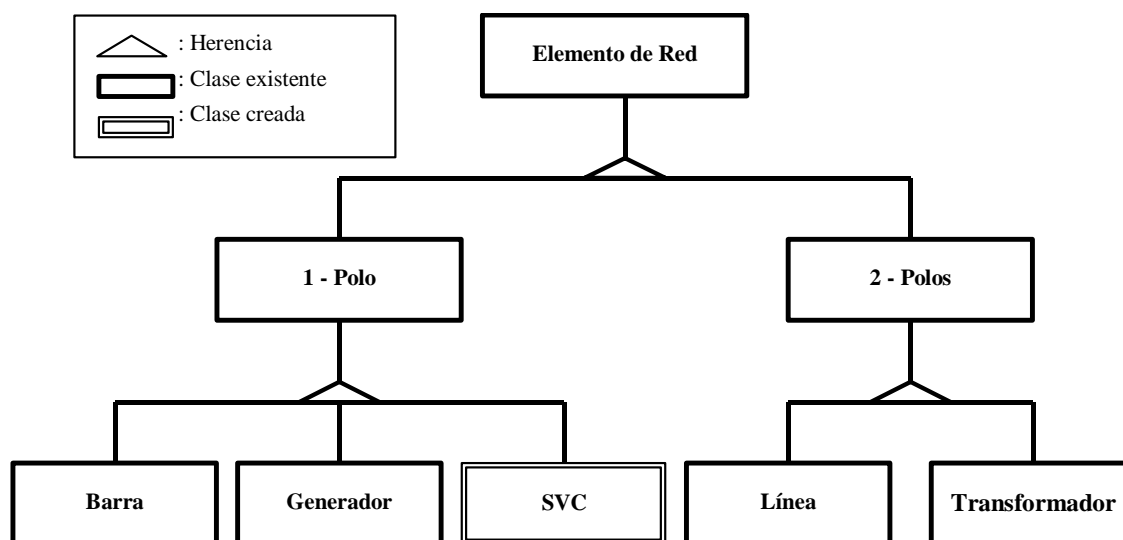 : Herencia
: Clase existente
: Clase creada
Elemento de Red
1 - Polo
2 - Polos
Barra
Generador
SVC
Línea
Transformador